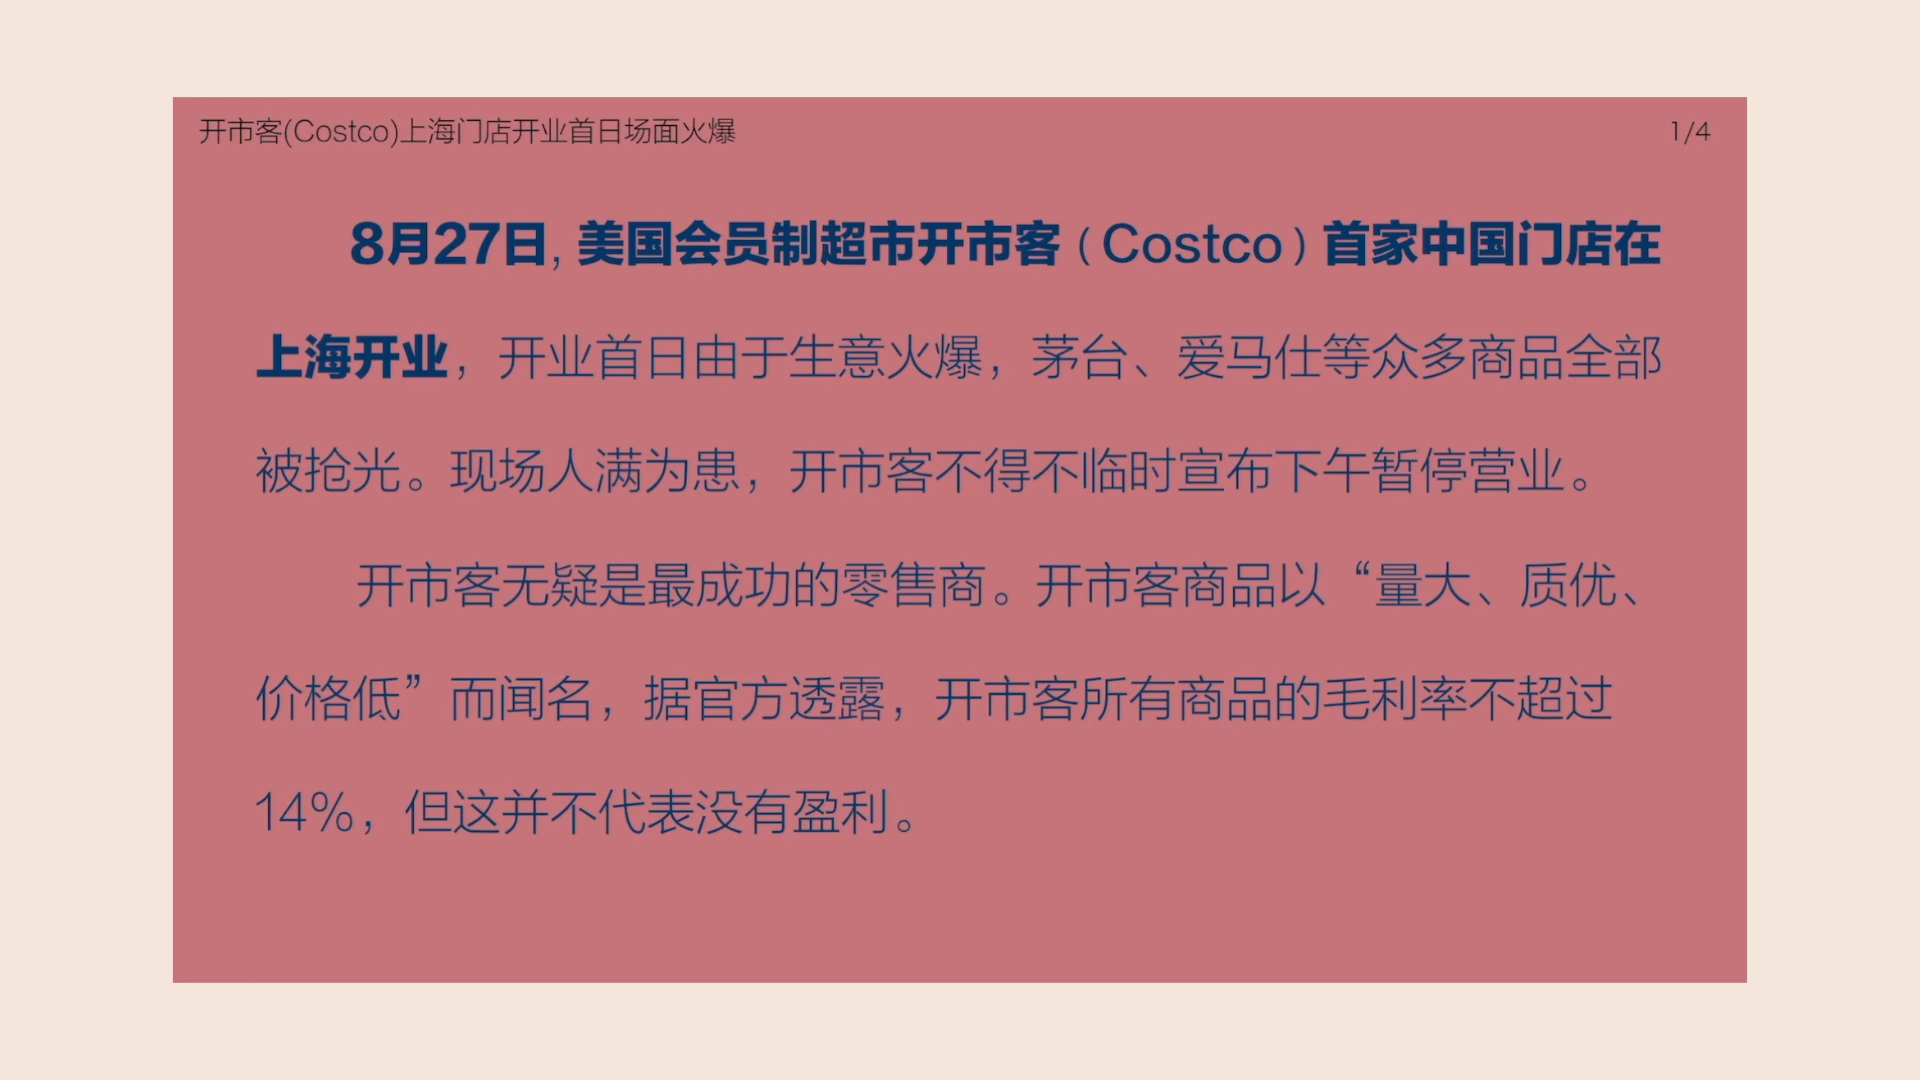 开市客(Costco)上海门店开业首日场面火爆
1/4
8月27日, 美国会员制超市开市客（Costco）首家中国门店在
上海开业，开业首日由于生意火爆，茅台、爱马仕等众多商品全部
被抢光。现场人满为患，开市客不得不临时宣布下午暂停营业。
开市客无疑是最成功的零售商。开市客商品以“量大、质优、
价格低”而闻名，据官方透露，开市客所有商品的毛利率不超过
14%，但这并不代表没有盈利。